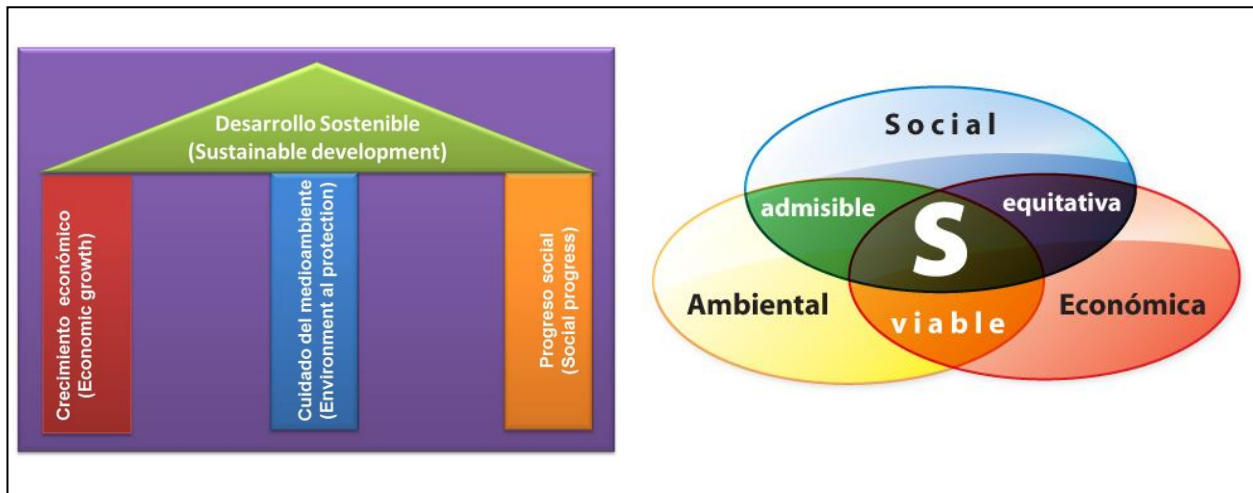 Desarrollo Sostenible
(Sustainable development)
Crecimiento económico
(Economic growth)
Cuidado del medioambiente
(Environment al protection)
Progreso social
(Social progress)
Social
admisible
S
equitativa
Ambiental
viable
Económica